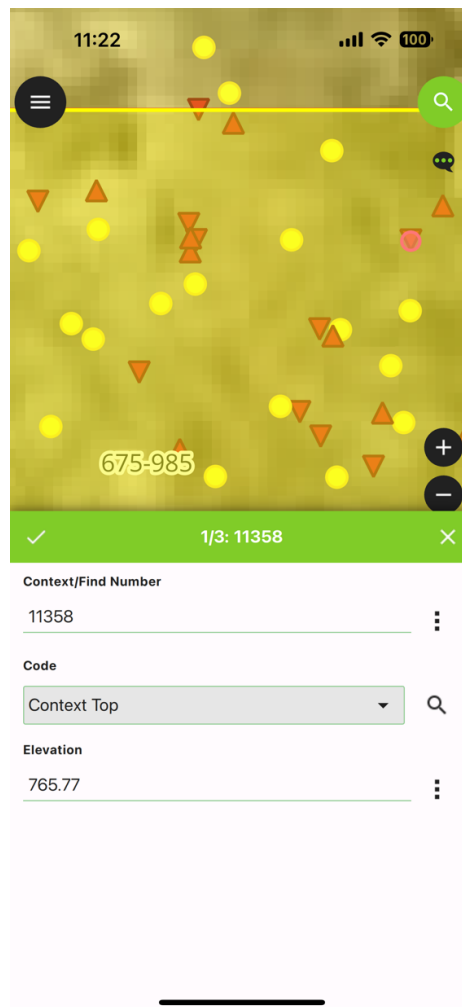 11:22
100
675-985
1/3: 11358
Context/Find Number
11358
Code
Context Top
Elevation
765.77